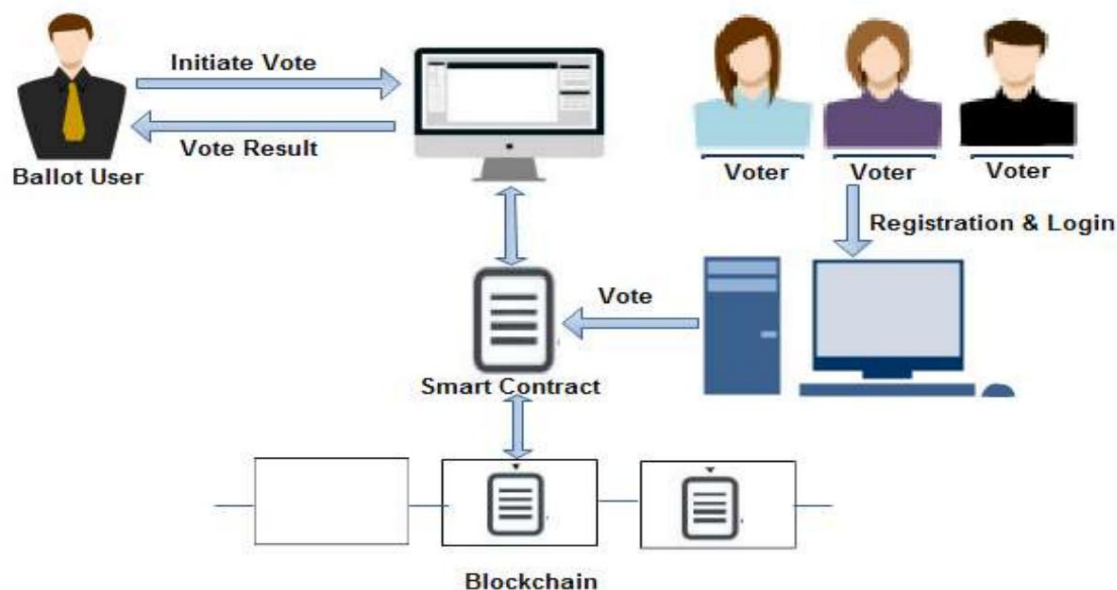 Initiate Vote
Vote Result
Ballot User
Voter
Voter
Voter
Registration & Login
Vote
Smart Contract
Blockchain